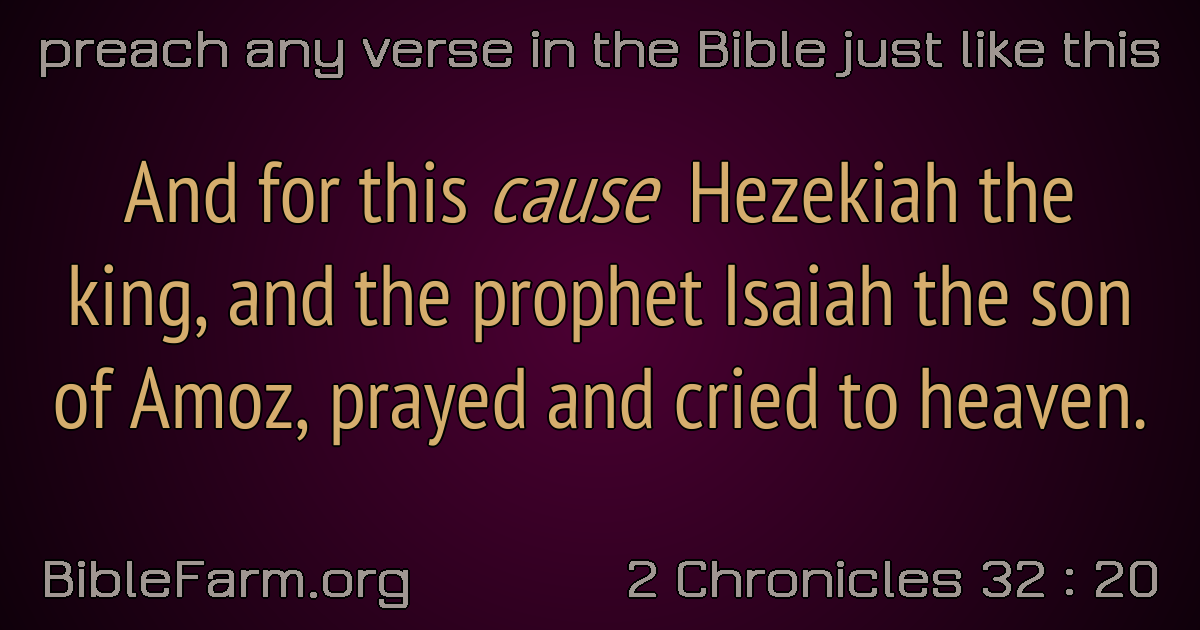 preach any verse in the Bible just like this
And for this cause Hezekiah the
king, and the prophet Isaiah the son
of Amoz, prayed and cried to heaven.
BibleFarm.org
2 Chronicles 32 : 20